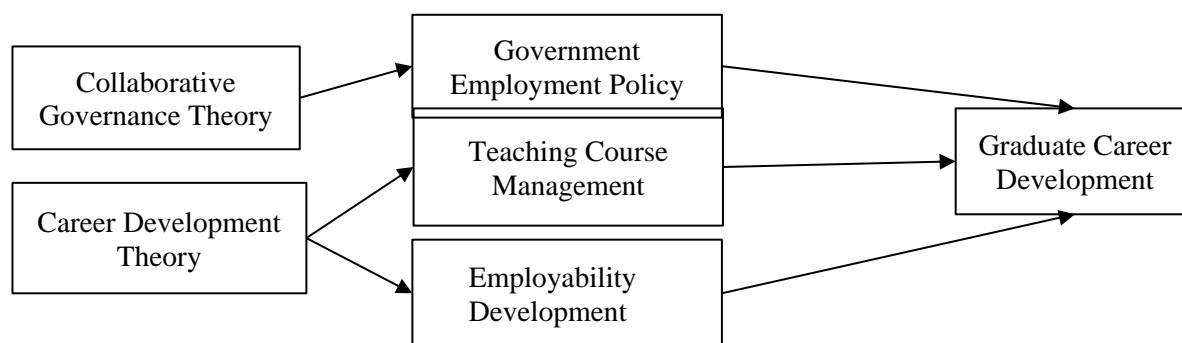 Collaborative
Governance Theory
Career Development
Theory
Government
Employment Policy
Teaching Course
Management
Employability
Development
Graduate Career
Development